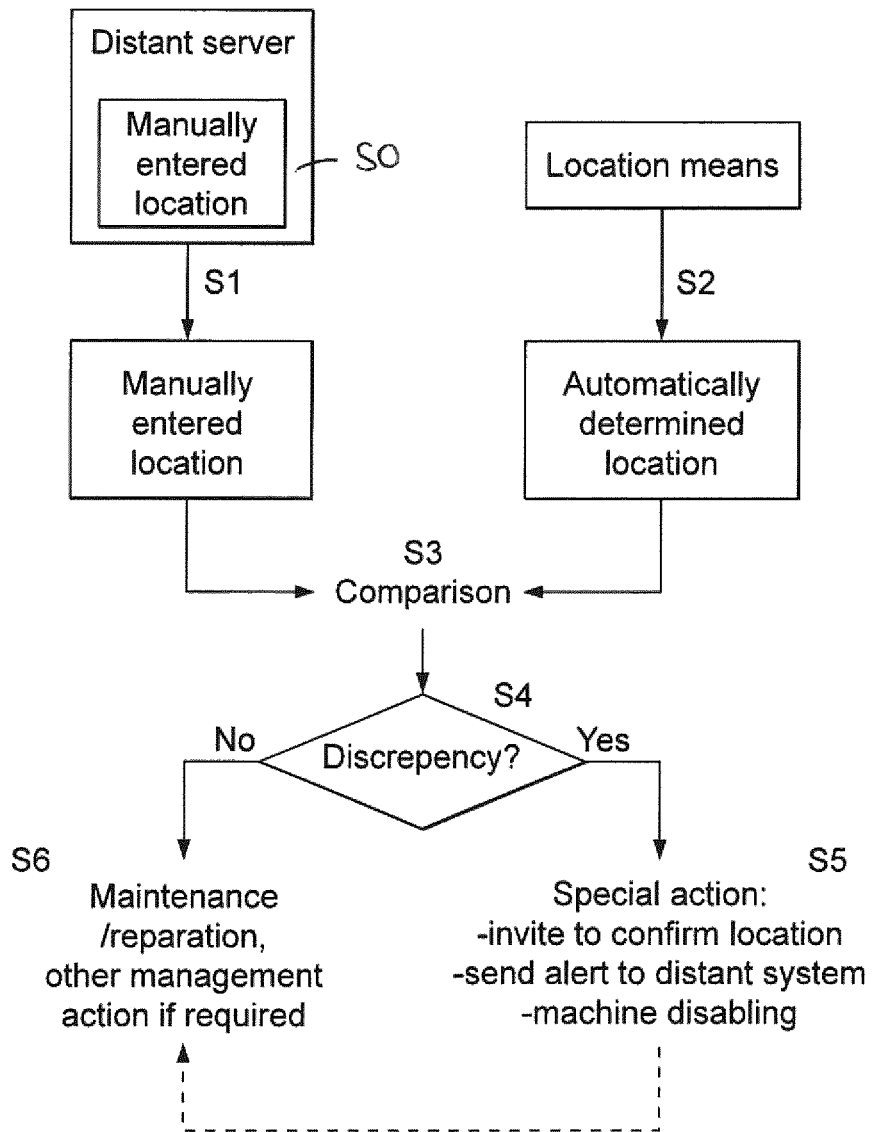 Distant server
Manually
entered
location
S0
Location means
S1
S2
Manually
entered
location
Automatically
determined
location
S3
Comparison
S4
No
Discrepency?
Yes
S6
Maintenance
/reparation,
other management
action if required
S5
Special action:
-invite to confirm location
-send alert to distant system
-machine disabling